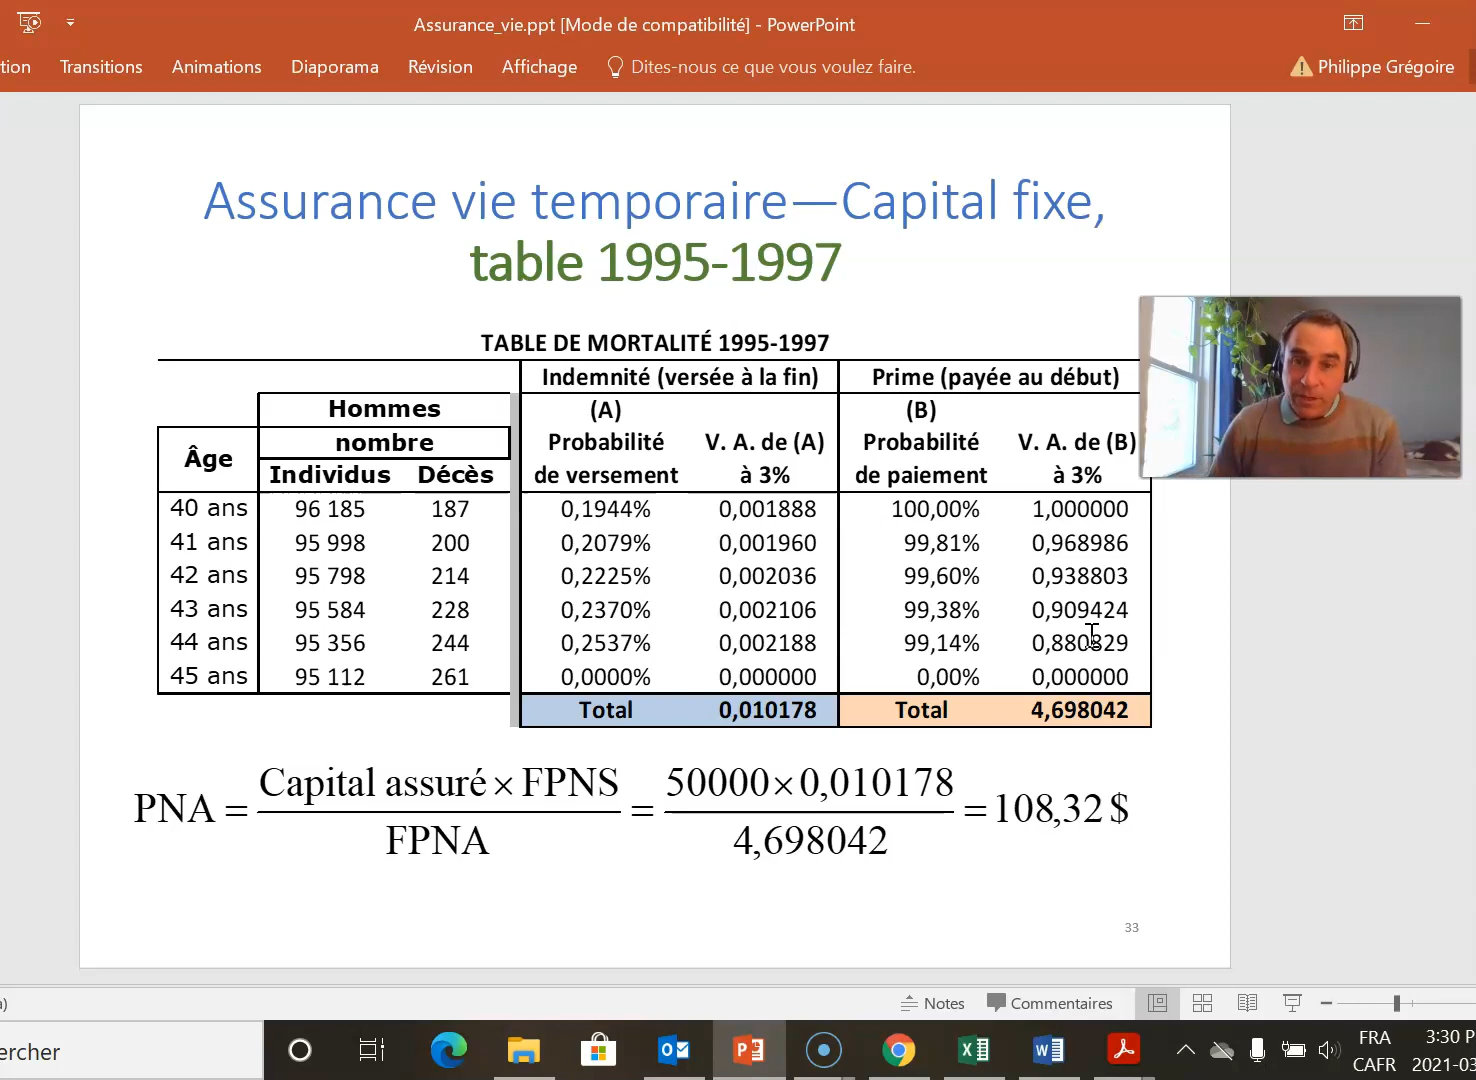 Assurance_vie.ppt [Mode de compatibilité] - PowerPoint
tion Transitions Animations Diaporama Révision Affichage Dites-nous ce que vous voulez faire. Philippe Grégoire
Assurance vie temporaire—Capital fixe,
table 1995-1997
TABLE DE MORTALITÉ 1995-1997
Indemnité (versée à la fin) Prime (payée au début)
Hommes (A) (B)
Âge nombre Probabilité V. A. de (A) Probabilité V. A. de (B)
Individus Décès de versement à 3% de paiement à 3%
40 ans 96 185 187 0,1944% 0,001888 100,00% 1,000000
41 ans 95 998 200 0,2079% 0,001960 99,81% 0,968986
42 ans 95 798 214 0,2225% 0,002036 99,60% 0,938803
43 ans 95 584 228 0,2370% 0,002106 99,38% 0,909424
44 ans 95 356 244 0,2537% 0,002188 99,14% 0,880829
45 ans 95 112 261 0,0000% 0,000000 0,00% 0,000000
Total 0,010178 Total 4,698042
PNA = Capital assuré × FPNS / FPNA = 50000×0,010178 / 4,698042 = 108,32 $
33
Notes Commentaires
ercher
FRA 3:30 P
CAFR 2021-03